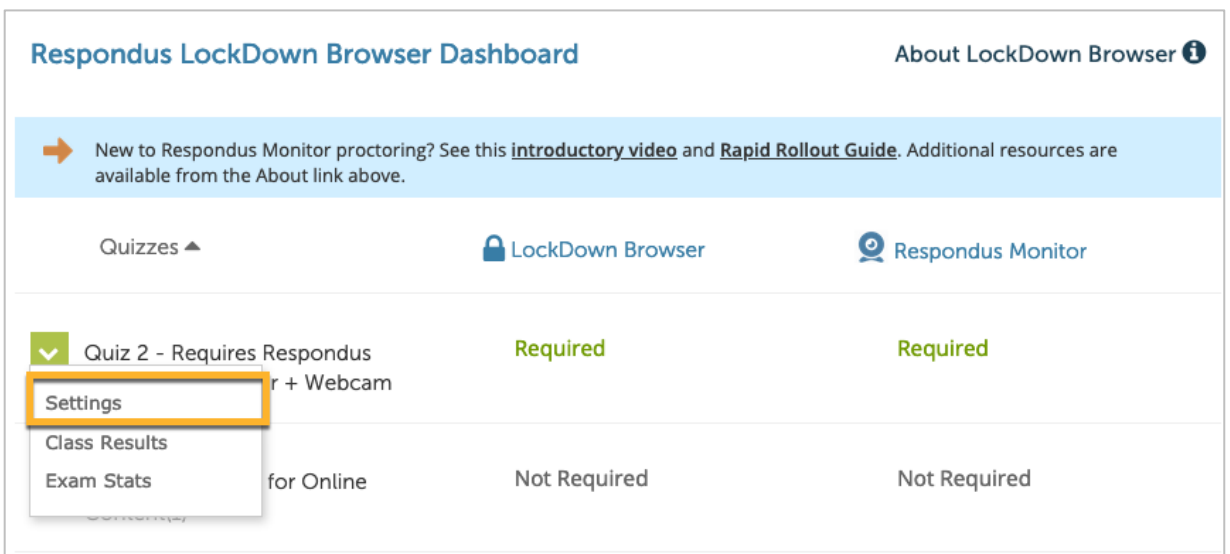 Respondus LockDown Browser Dashboard
About LockDown Browser
New to Respondus Monitor proctoring? See this introductory video and Rapid Rollout Guide. Additional resources are
available from the About link above.
Quizzes
LockDown Browser
Respondus Monitor
Quiz 2 - Requires Respondus
Required
Required
r + Webcam
Settings
Class Results
Exam Stats
for Online
Not Required
Not Required